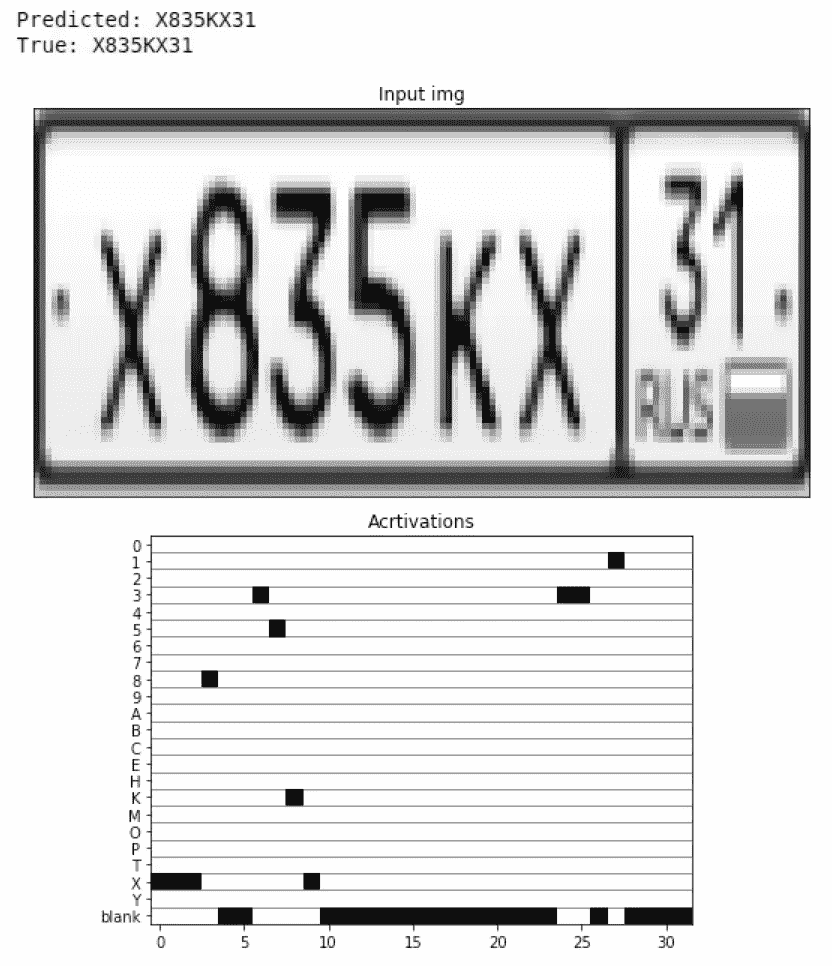 Predicted: X835KX31
True: X835KX31
Input img
X835KX 31
RUS
Acrtivations
0
1
2
3
4
5
6
7
8
9
A
B
C
E
H
K
M
O
P
T
X
Y
blank
0 5 10 15 20 25 30